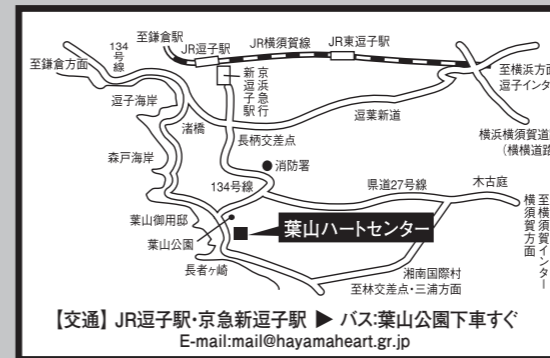 至鎌倉駅
134号線
JR逗子駅
JR横須賀線
JR東逗子駅
至鎌倉方面
至横浜方面
逗子インタ
京浜急行
新逗子駅
逗子海岸
渚橋
逗葉新道
長柄交差点
横浜横須賀道
(横横道路
森戸海岸
消防署
134号線
県道27号線
木古庭
至横須賀インター
横須賀方面
葉山御用邸
葉山公園
葉山ハートセンター
長者ヶ崎
湘南国際村
至林交差点・三浦方面
【交通】JR逗子駅・京急新逗子駅 ▶ バス:葉山公園下車すぐ
E-mail:mail@hayamaheart.gr.jp